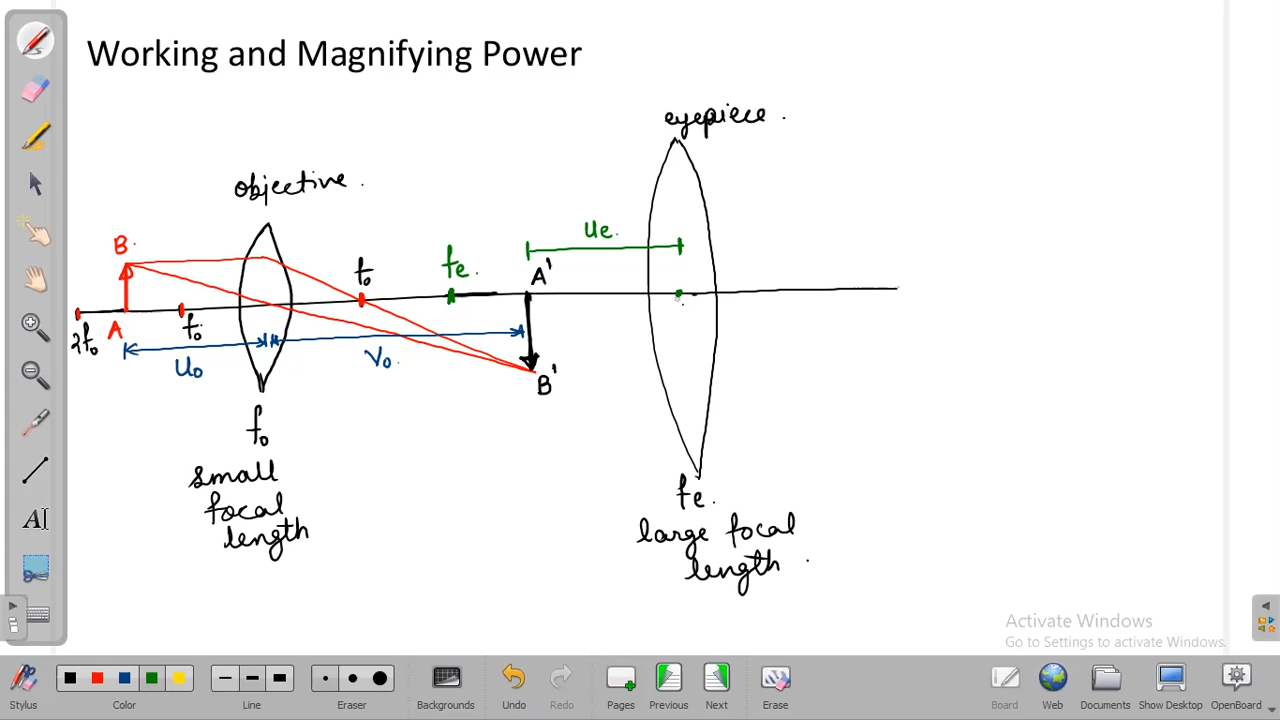 Working and Magnifying Power
eyepiece.
objective.
B.
ue.
fo
fe.
A'
2fo
A
fo
uo
vo.
B'
fo
small
focal
length
fe.
large focal
length.
AI
Activate Windows
Go to Settings to activate Windows.
Stylus
Color
Line
Eraser
Backgrounds
Undo
Redo
Pages
Previous
Next
Erase
Board
Web
Documents
Show Desktop
OpenBoard